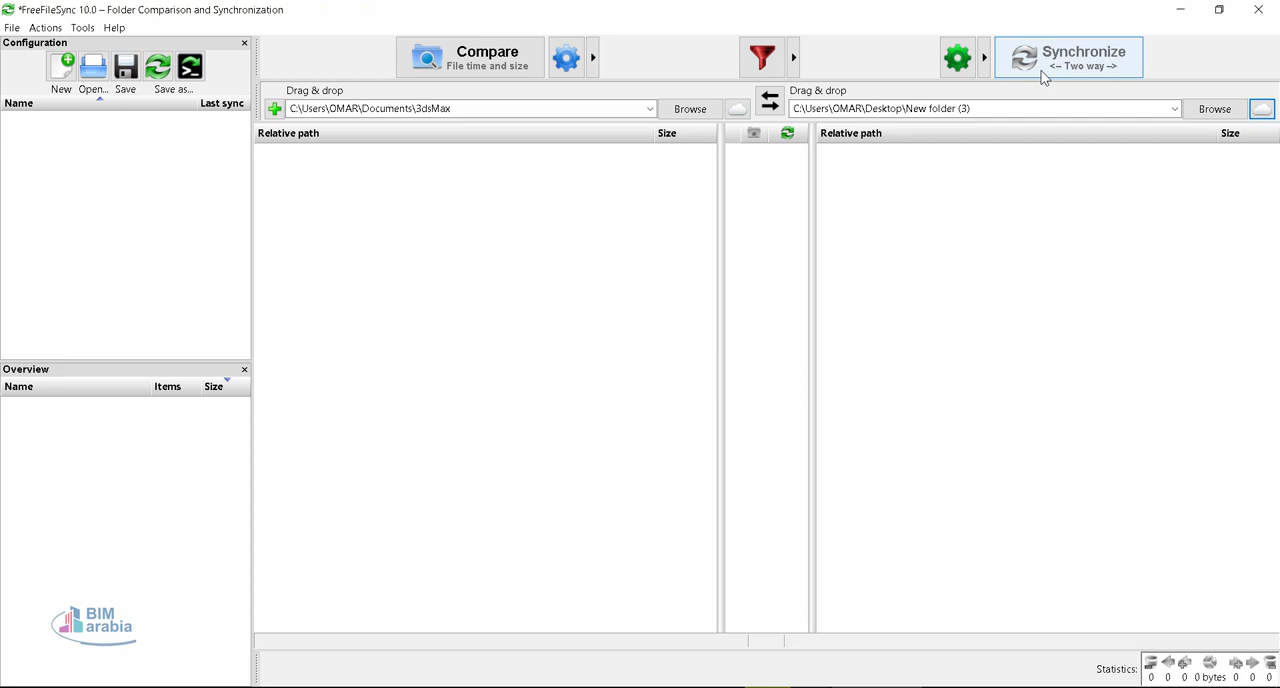 *FreeFileSync 10.0 – Folder Comparison and Synchronization
File Actions Tools Help
Configuration
New Open... Save Save as...
Name Last sync
Compare
File time and size
Synchronize
<-- Two way -->
Drag & drop
C:\Users\OMAR\Documents\3dsMax
Browse
Drag & drop
C:\Users\OMAR\Desktop\New folder (3)
Browse
Relative path Size
Relative path Size
Overview
Name Items Size
BIM
arabia
Statistics:
0 0 0 0 bytes 0 0 0